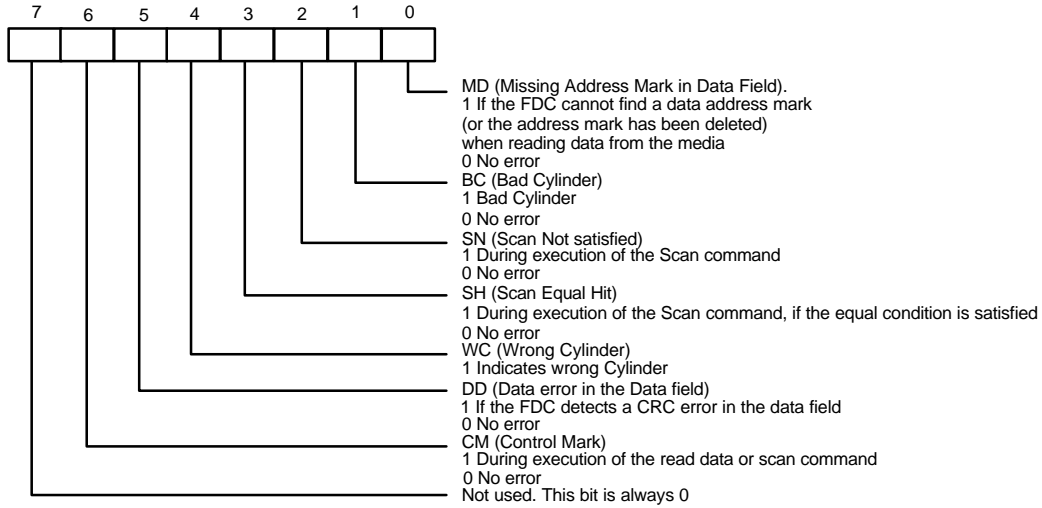 7 6 5 4 3 2 1 0
MD (Missing Address Mark in Data Field).
1 If the FDC cannot find a data address mark
(or the address mark has been deleted)
when reading data from the media
0 No error
BC (Bad Cylinder)
1 Bad Cylinder
0 No error
SN (Scan Not satisfied)
1 During execution of the Scan command
0 No error
SH (Scan Equal Hit)
1 During execution of the Scan command, if the equal condition is satisfied
0 No error
WC (Wrong Cylinder)
1 Indicates wrong Cylinder
DD (Data error in the Data field)
1 If the FDC detects a CRC error in the data field
0 No error
CM (Control Mark)
1 During execution of the read data or scan command
0 No error
Not used. This bit is always 0